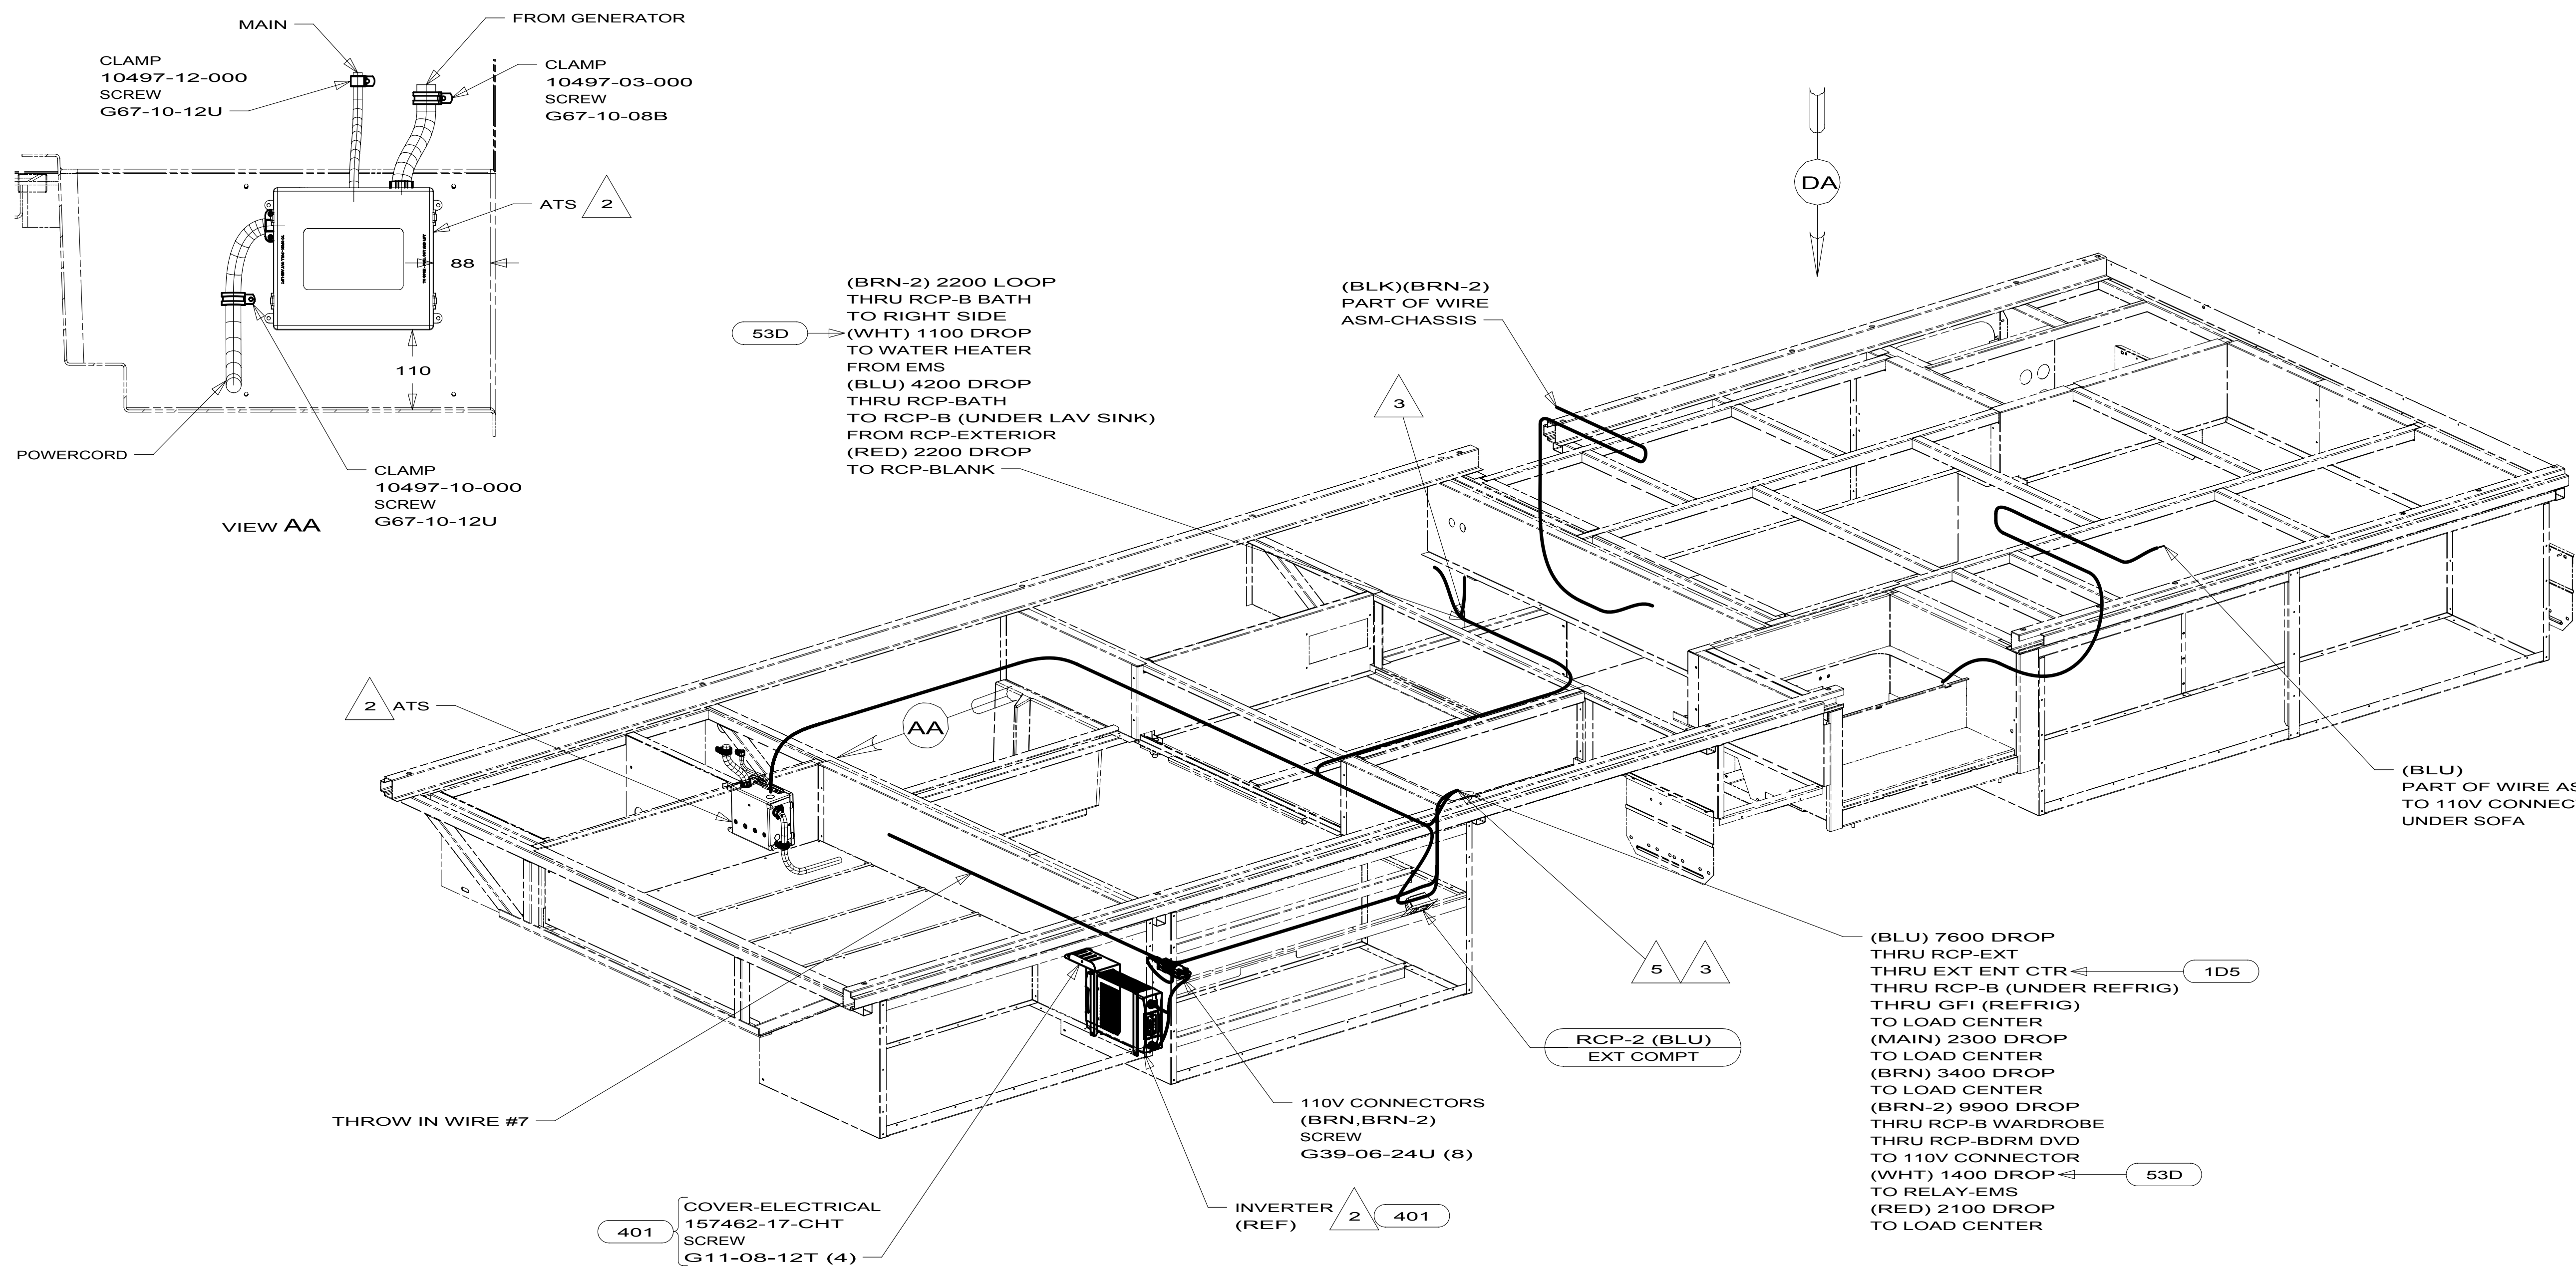 MAIN
FROM GENERATOR
CLAMP
10497-12-000
SCREW
G67-10-12U
CLAMP
10497-03-000
SCREW
G67-10-08B
ATS 2
88
110
POWERCORD
CLAMP
10497-10-000
SCREW
G67-10-12U
VIEW AA
DA
(BRN-2) 2200 LOOP
THRU RCP-B BATH
TO RIGHT SIDE
53D (WHT) 1100 DROP
TO WATER HEATER
FROM EMS
(BLU) 4200 DROP
THRU RCP-BATH
TO RCP-B (UNDER LAV SINK)
FROM RCP-EXTERIOR
(RED) 2200 DROP
TO RCP-BLANK
(BLK)(BRN-2)
PART OF WIRE
ASM-CHASSIS
3
2 ATS
AA
(BLU)
PART OF WIRE AS
TO 110V CONNEC
UNDER SOFA
5 3
(BLU) 7600 DROP
THRU RCP-EXT
THRU EXT ENT CTR 1D5
THRU RCP-B (UNDER REFRIG)
THRU GFI (REFRIG)
TO LOAD CENTER
(MAIN) 2300 DROP
TO LOAD CENTER
(BRN) 3400 DROP
TO LOAD CENTER
(BRN-2) 9900 DROP
THRU RCP-B WARDROBE
THRU RCP-BDRM DVD
TO 110V CONNECTOR
(WHT) 1400 DROP 53D
TO RELAY-EMS
(RED) 2100 DROP
TO LOAD CENTER
RCP-2 (BLU)
EXT COMPT
THROW IN WIRE #7
110V CONNECTORS
(BRN,BRN-2)
SCREW
G39-06-24U (8)
INVERTER
(REF) 2 401
401
COVER-ELECTRICAL
157462-17-CHT
SCREW
G11-08-12T (4)